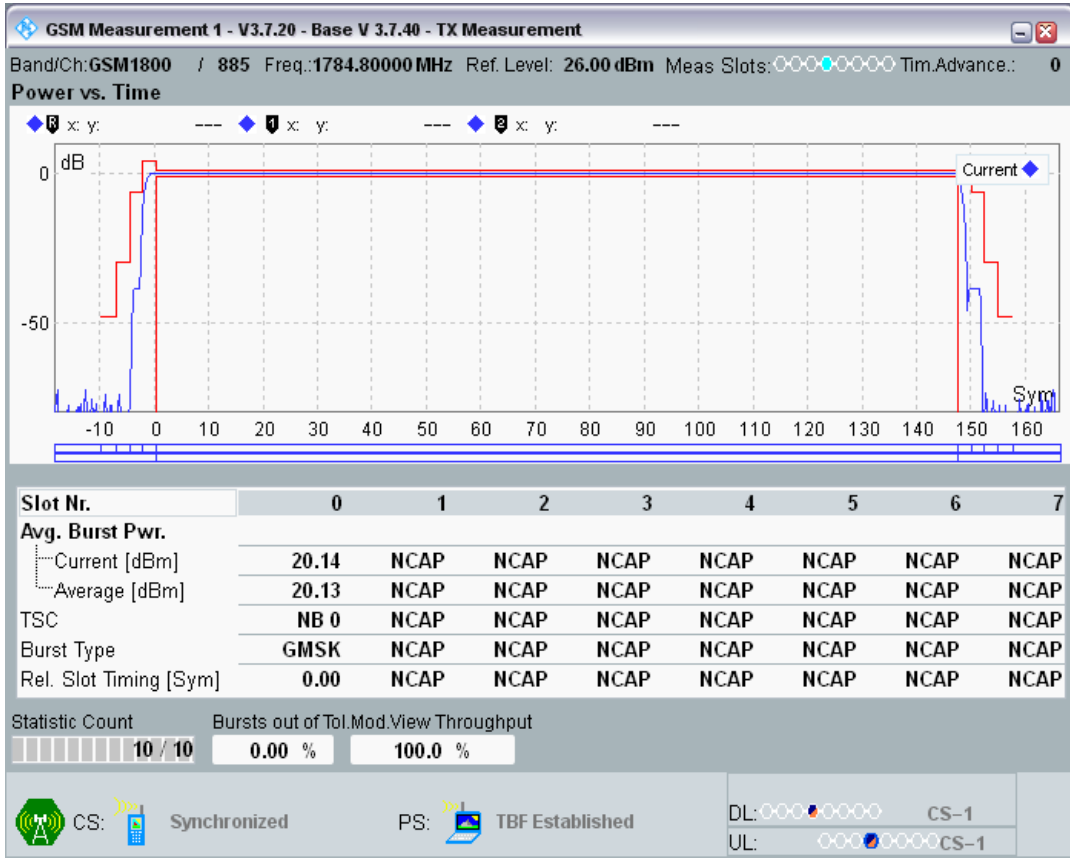 GSM Measurement 1 - V3.7.20 - Base V 3.7.40 - TX Measurement
Band/Ch:GSM1800 / 885 Freq.:1784.80000 MHz Ref. Level: 26.00 dBm Meas Slots: Tim.Advance.: 0
Power vs. Time
R x: y: --- 1 x: y: --- 2 x: y: ---
dB
0
Current
-50
Sym
-10 0 10 20 30 40 50 60 70 80 90 100 110 120 130 140 150 160
Slot Nr. 0 1 2 3 4 5 6 7
Avg. Burst Pwr.
Current [dBm] 20.14 NCAP NCAP NCAP NCAP NCAP NCAP NCAP
Average [dBm] 20.13 NCAP NCAP NCAP NCAP NCAP NCAP NCAP
TSC NB 0 NCAP NCAP NCAP NCAP NCAP NCAP NCAP
Burst Type GMSK NCAP NCAP NCAP NCAP NCAP NCAP NCAP
Rel. Slot Timing [Sym] 0.00 NCAP NCAP NCAP NCAP NCAP NCAP NCAP
Statistic Count Bursts out of Tol. Mod.View Throughput
10 / 10 0.00 % 100.0 %
CS: Synchronized PS: TBF Established
DL: CS-1
UL: CS-1